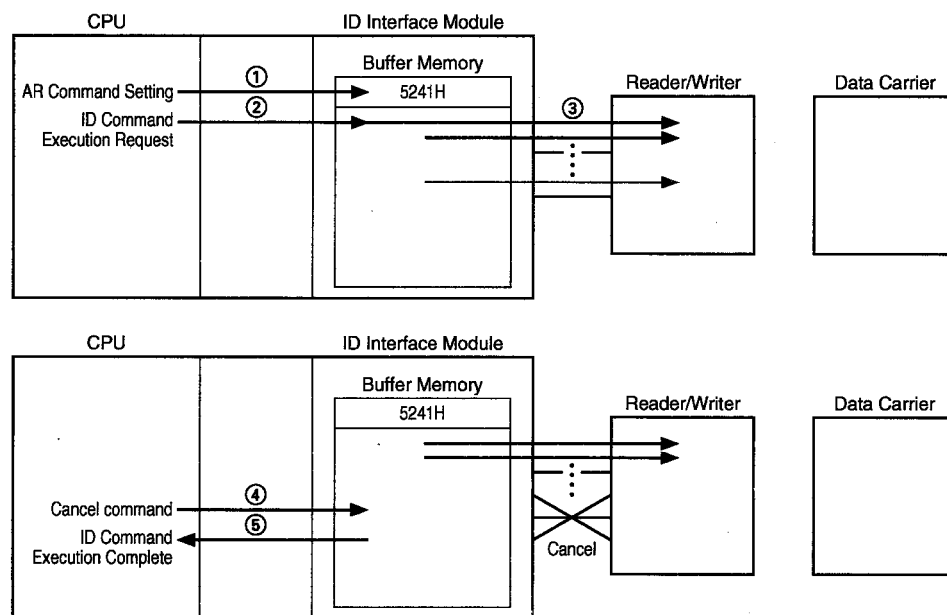 CPU
ID Interface Module
Buffer Memory
Reader/Writer
Data Carrier
AR Command Setting
①
5241H
ID Command
Execution Request
②
③
CPU
ID Interface Module
Buffer Memory
Reader/Writer
Data Carrier
5241H
Cancel command
④
ID Command
Execution Complete
⑤
Cancel